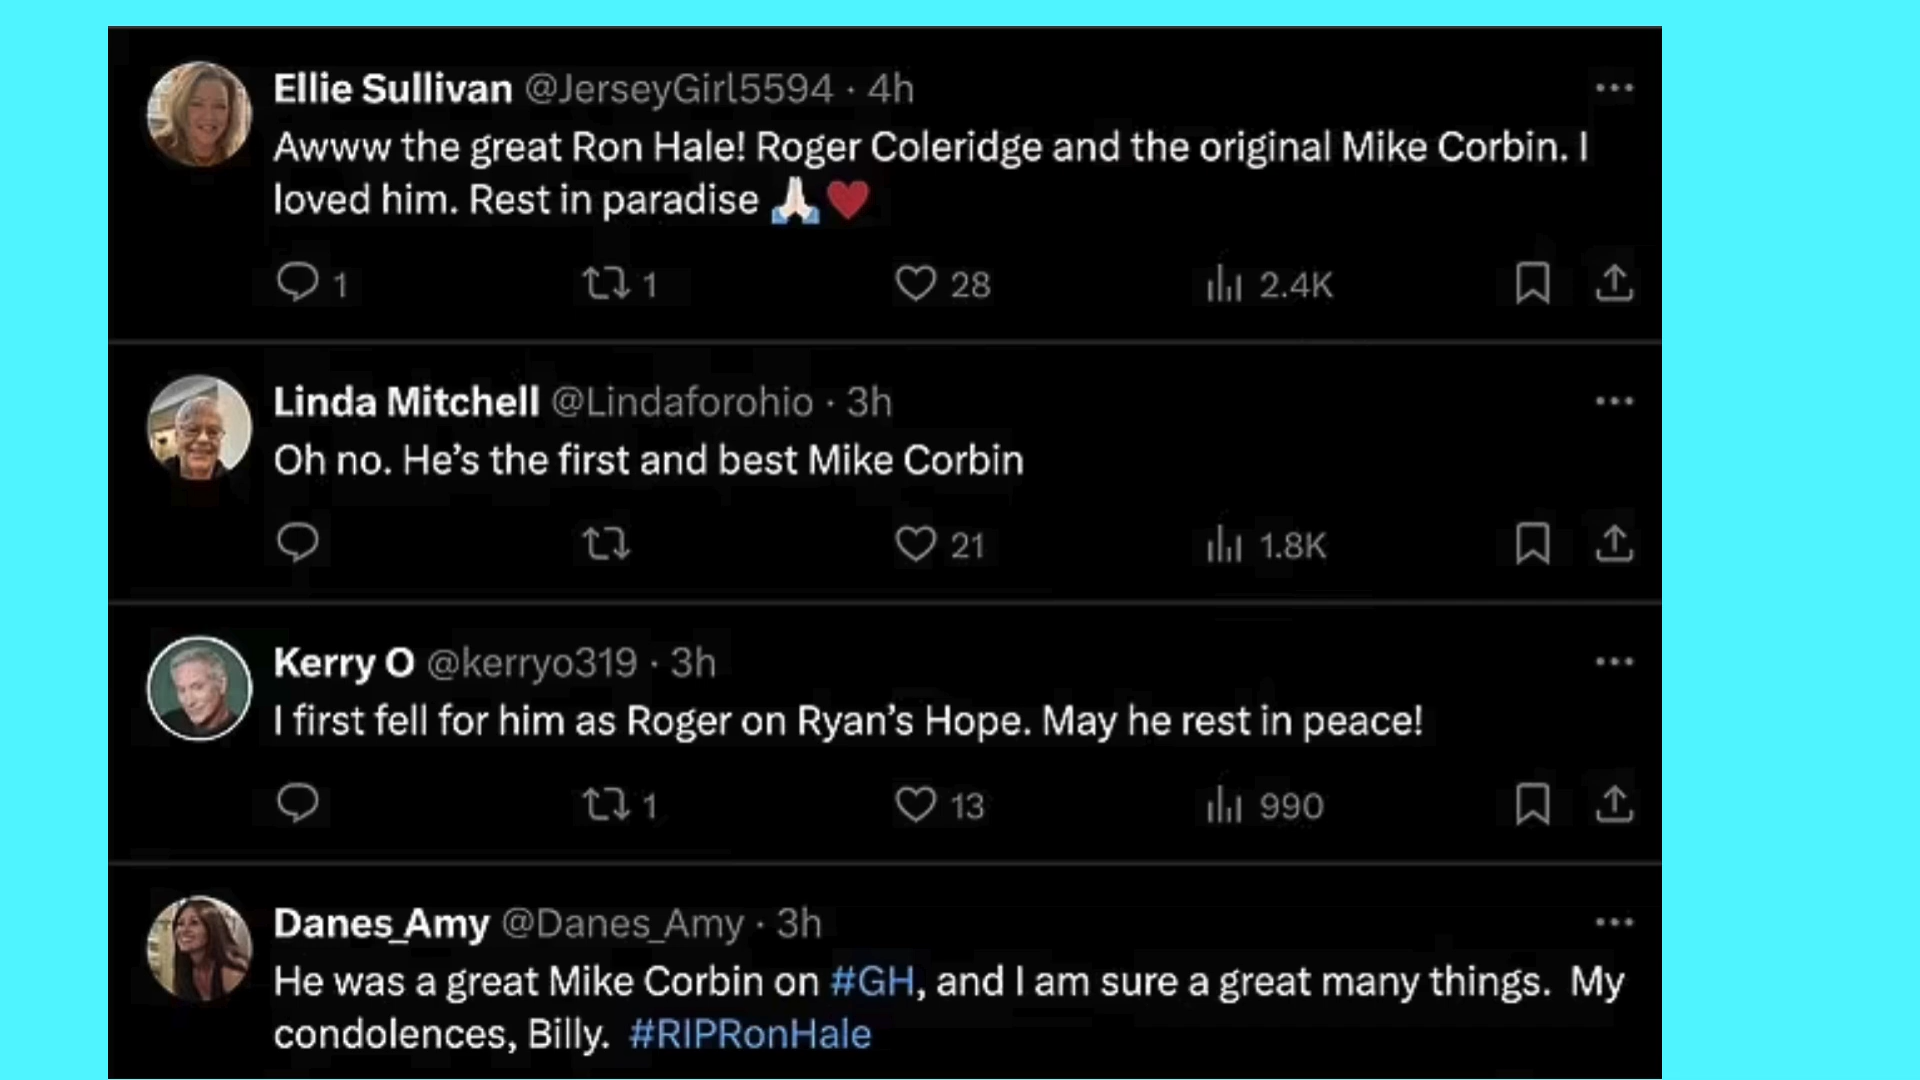 Ellie Sullivan @JerseyGirl5594 · 4h
Awww the great Ron Hale! Roger Coleridge and the original Mike Corbin. I
loved him. Rest in paradise 🙏🏻♥️
1 1 28 2.4K
Linda Mitchell @Lindaforohio · 3h
Oh no. He’s the first and best Mike Corbin
21 1.8K
Kerry O @kerryo319 · 3h
I first fell for him as Roger on Ryan’s Hope. May he rest in peace!
1 13 990
Danes_Amy @Danes_Amy · 3h
He was a great Mike Corbin on #GH, and I am sure a great many things.  My
condolences, Billy.  #RIPRonHale